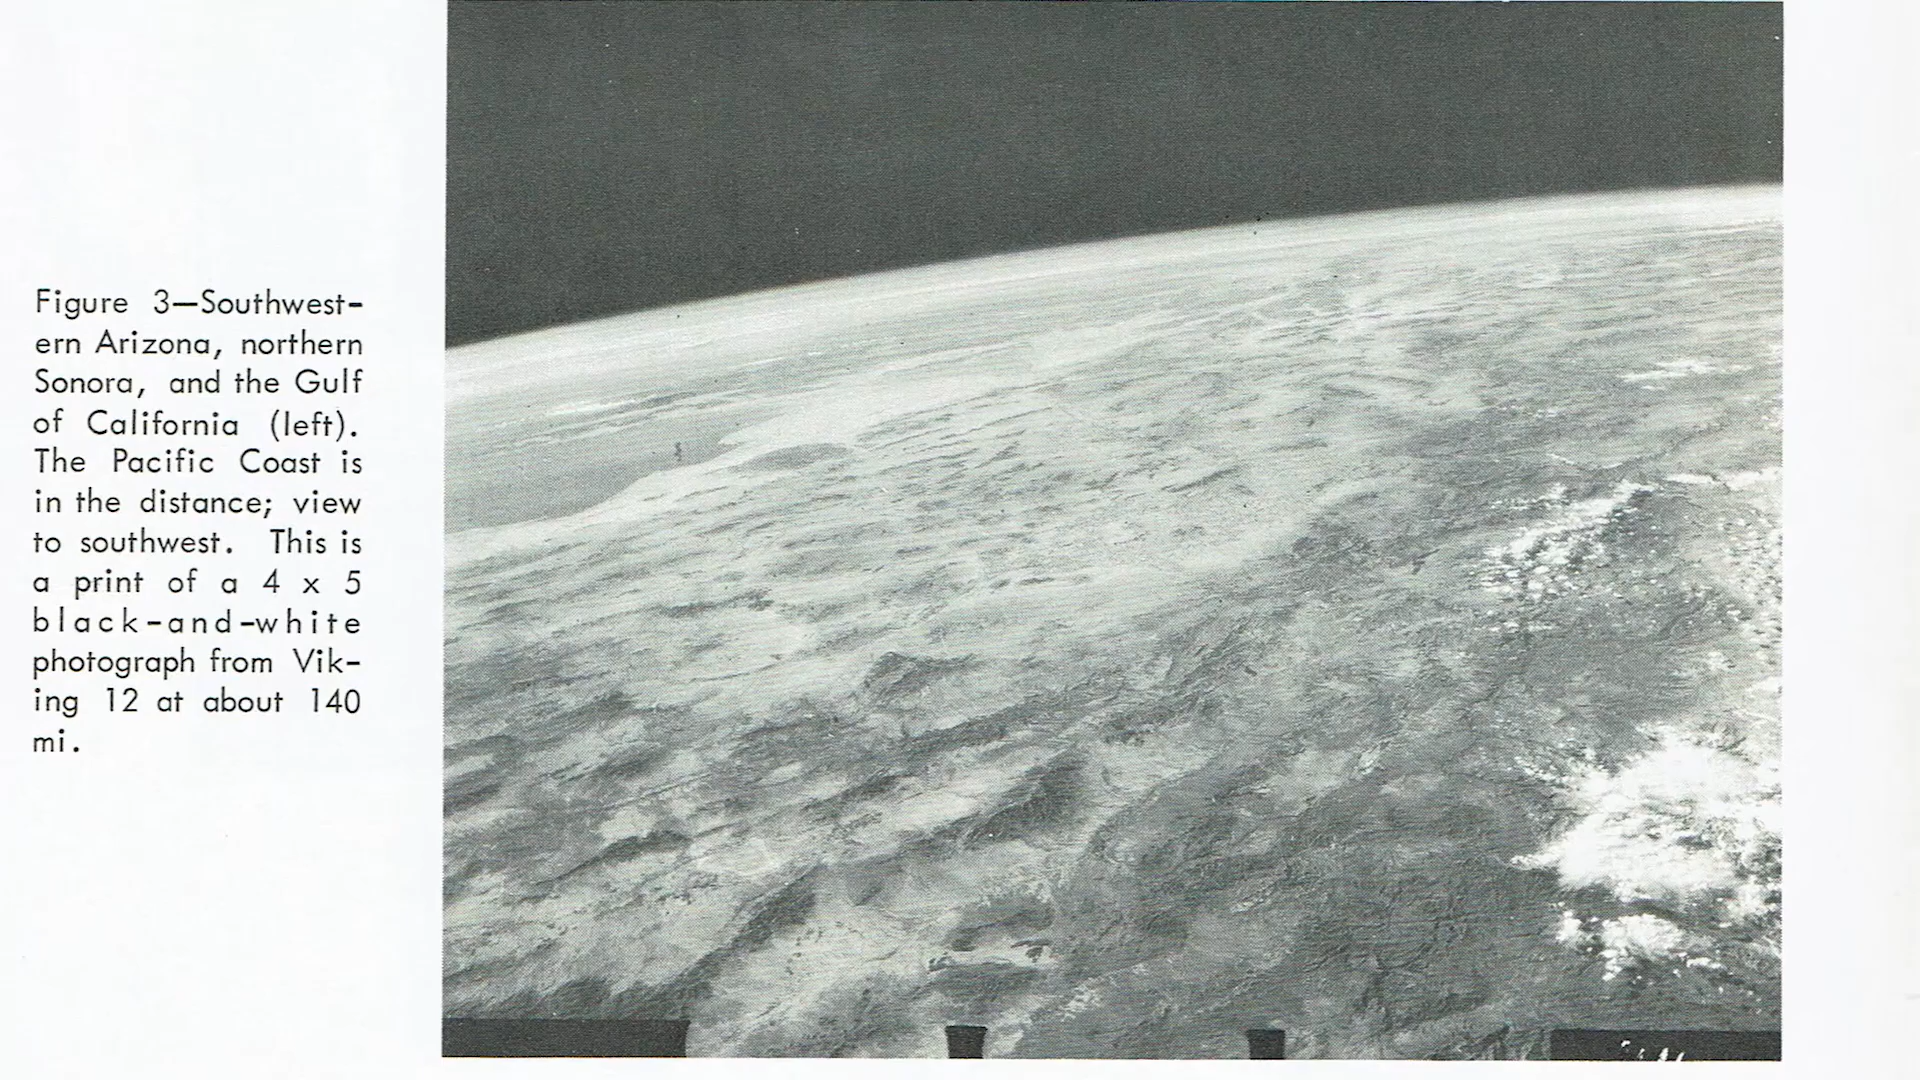 Figure 3—Southwest-
ern Arizona, northern
Sonora, and the Gulf
of California (left).
The Pacific Coast is
in the distance; view
to southwest. This is
a print of a 4 x 5
black-and-white
photograph from Vik-
ing 12 at about 140
mi.